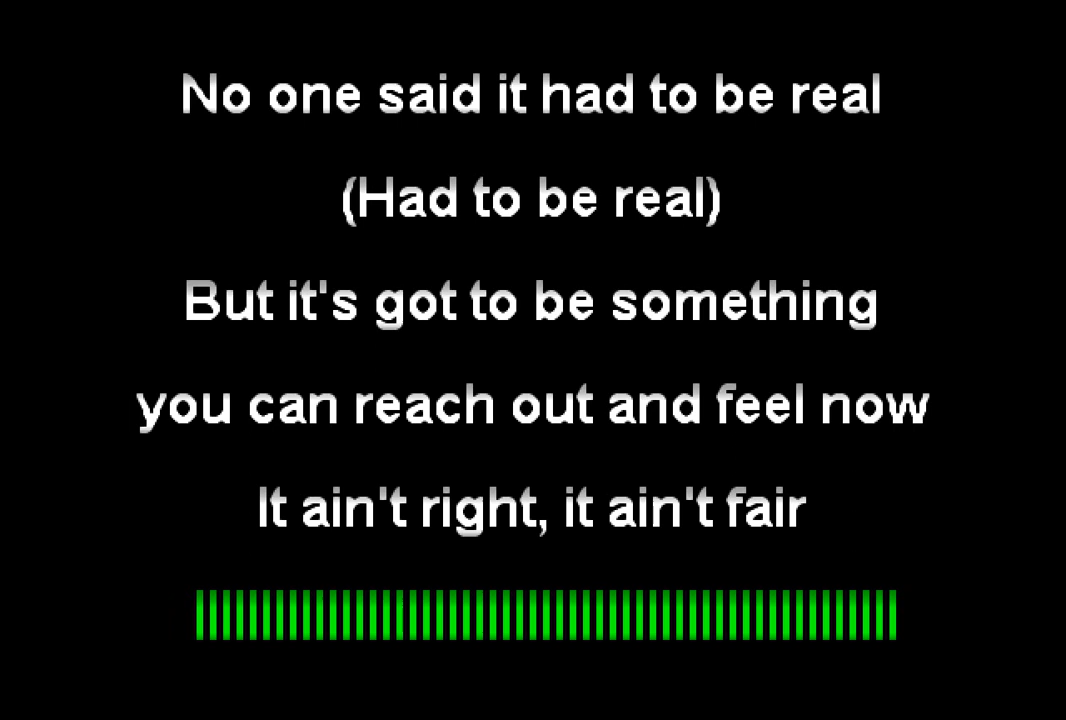 No one said it had to be real
(Had to be real)
But it's got to be something
you can reach out and feel now
It ain't right, it ain't fair